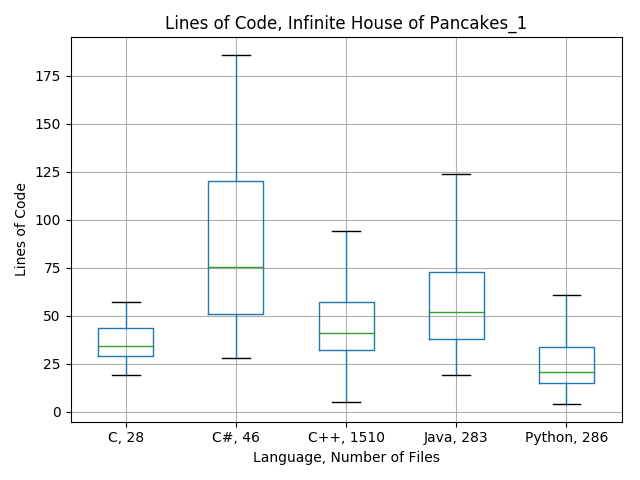 Lines of Code, Infinite House of Pancakes_1
175
150
125
100
75
50
25
0
Lines of Code
C, 28 C#, 46 C++, 1510 Java, 283 Python, 286
Language, Number of Files